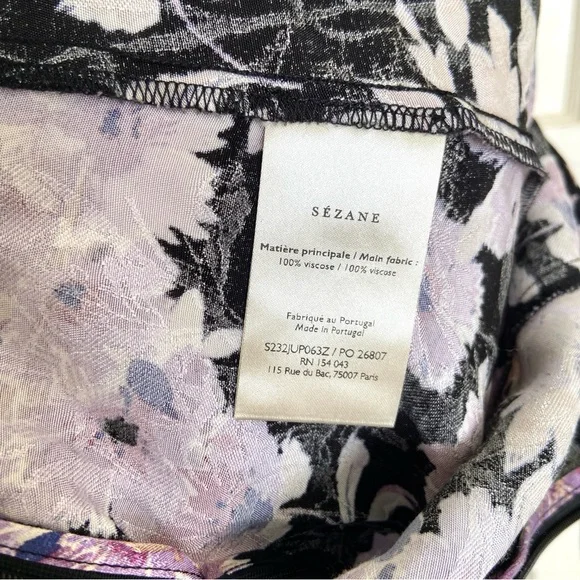 SÉZANE
Matière principale / Main fabric :
100% viscose / 100% viscose
Fabrique au Portugal
Made in Portugal
S232JUP063Z / PO 26807
RN 154 043
115 Rue du Bac, 75007 Paris